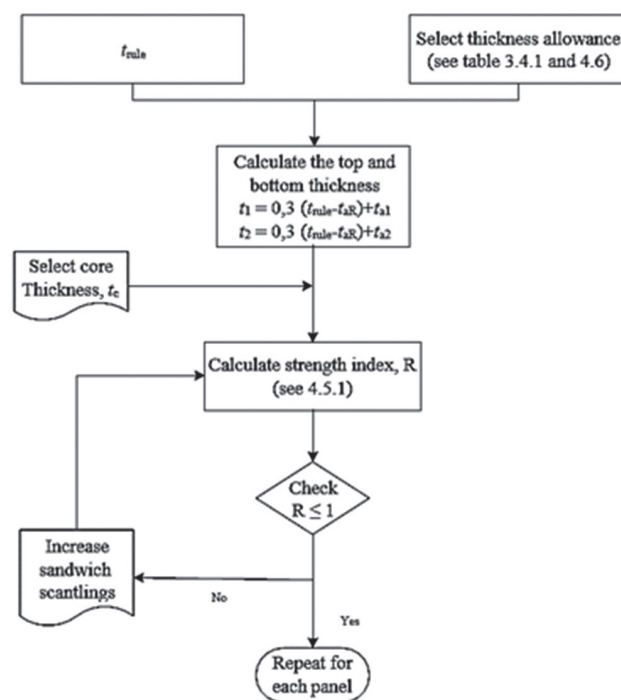 t_rule
Select thickness allowance
(see table 3.4.1 and 4.6)
Calculate the top and
bottom thickness
t₁ = 0,3 (t_rule-t_aR)+t_a1
t₂ = 0,3 (t_rule-t_aR)+t_a2
Select core
Thickness, t_c
Calculate strength index, R
(see 4.5.1)
Check
R ≤ 1
Increase
sandwich
scantlings
No
Yes
Repeat for
each panel